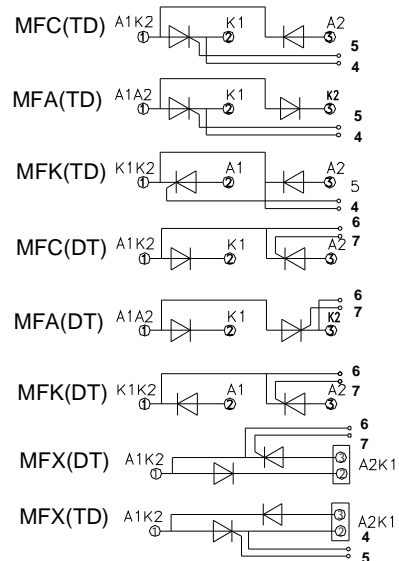 MFC(TD) A1K2 K1 A2
1 2 3
5
4
MFA(TD) A1A2 K1 K2
1 2 3
5
4
MFK(TD) K1K2 A1 A2
1 2 3
5
4
MFC(DT) A1K2 K1 A2
1 2 3
6
7
MFA(DT) A1A2 K1 K2
1 2 3
6
7
MFK(DT) K1K2 A1 A2
1 2 3
6
7
MFX(DT) A1K2 A2K1
1 3 2
6
7
MFX(TD) A1K2 A2K1
1 3 2
4
5